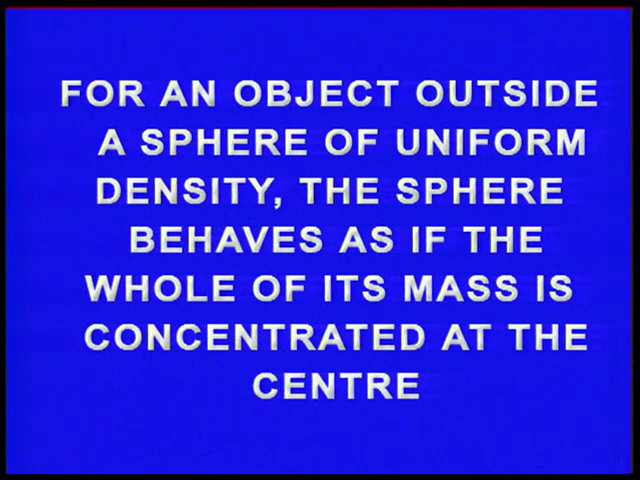 FOR AN OBJECT OUTSIDE
A SPHERE OF UNIFORM
DENSITY, THE SPHERE
BEHAVES AS IF THE
WHOLE OF ITS MASS IS
CONCENTRATED AT THE
CENTRE